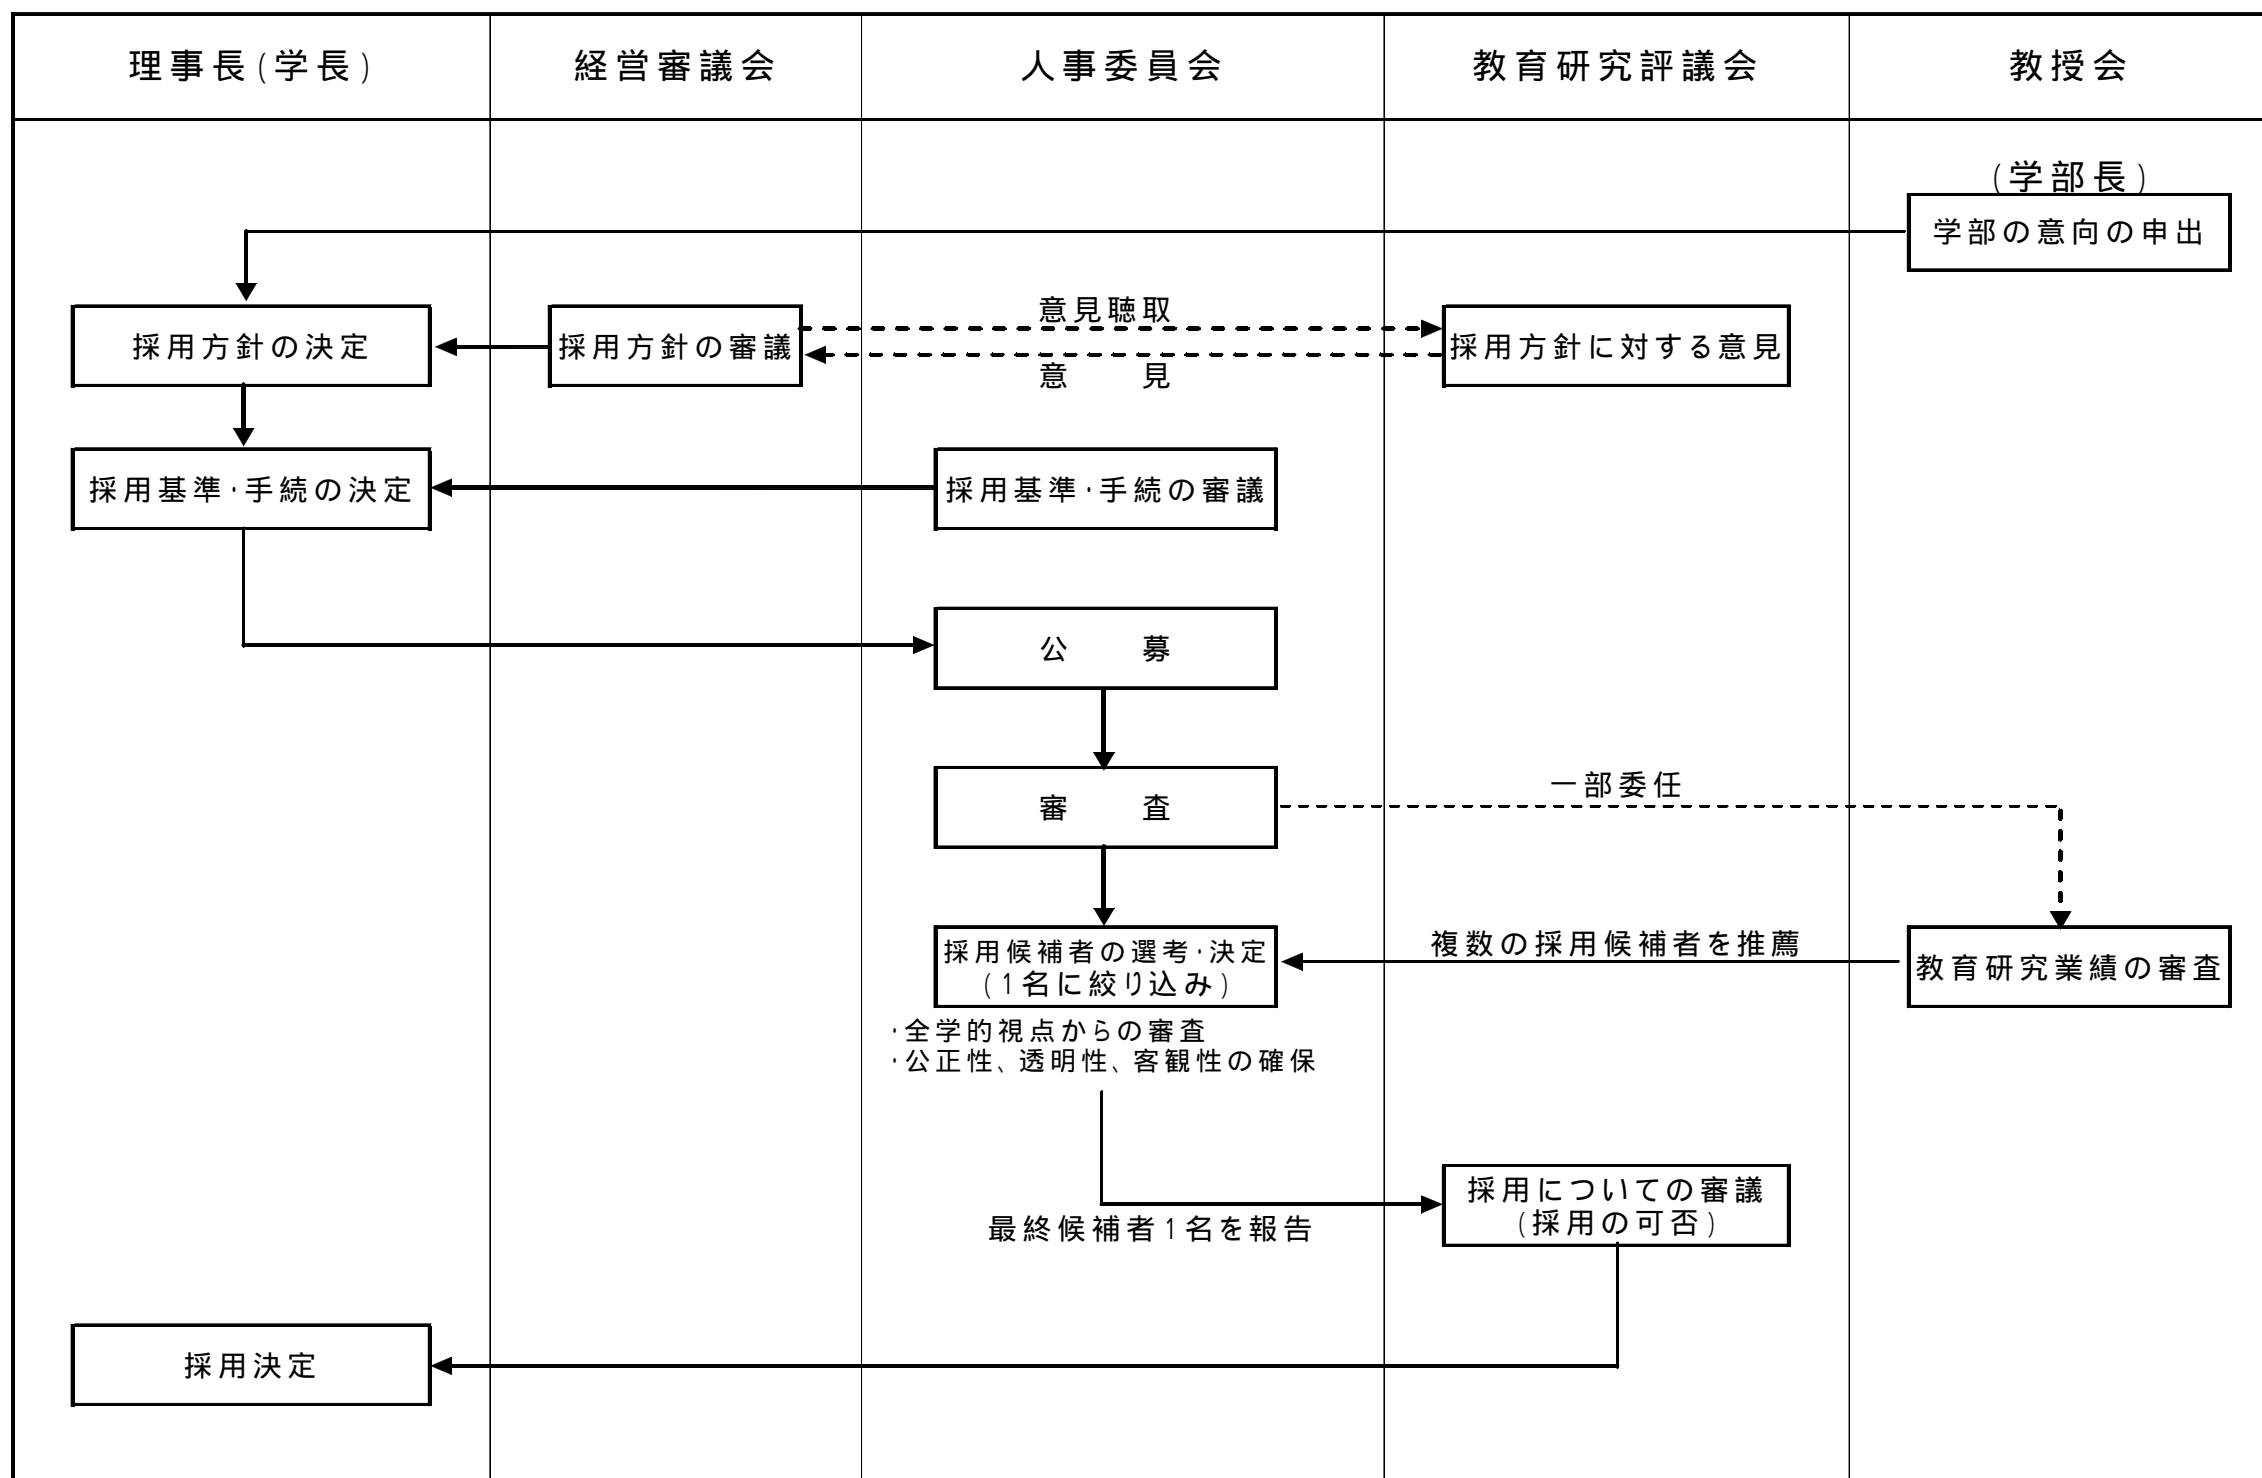 理事長(学長)
経営審議会
人事委員会
教育研究評議会
教授会
(学部長)
学部の意向の申出
意見聴取
採用方針の決定
採用方針の審議
採用方針に対する意見
意　　見
採用基準・手続の決定
採用基準・手続の審議
公　　募
一部委任
審　　査
複数の採用候補者を推薦
採用候補者の選考・決定
(1名に絞り込み)
教育研究業績の審査
・全学的視点からの審査
・公正性、透明性、客観性の確保
採用についての審議
(採用の可否)
最終候補者1名を報告
採用決定